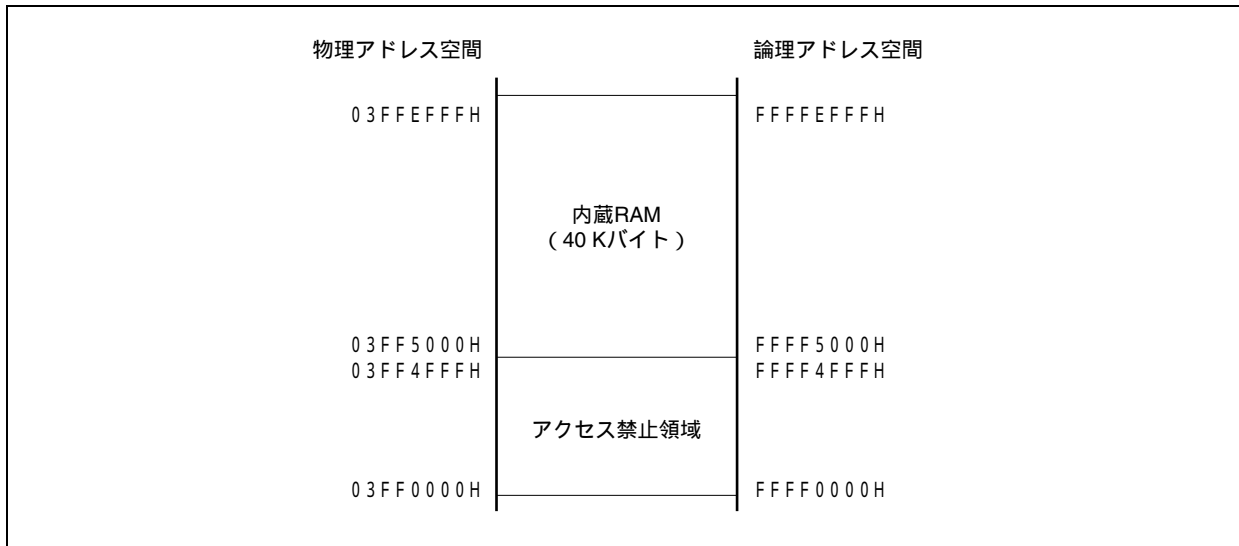 物理アドレス空間 論理アドレス空間
03FFEFFFH FFFFEFFFH
内蔵RAM
(40 Kバイト)
03FF5000H FFFF5000H
03FF4FFFH FFFF4FFFH
アクセス禁止領域
03FF0000H FFFF0000H